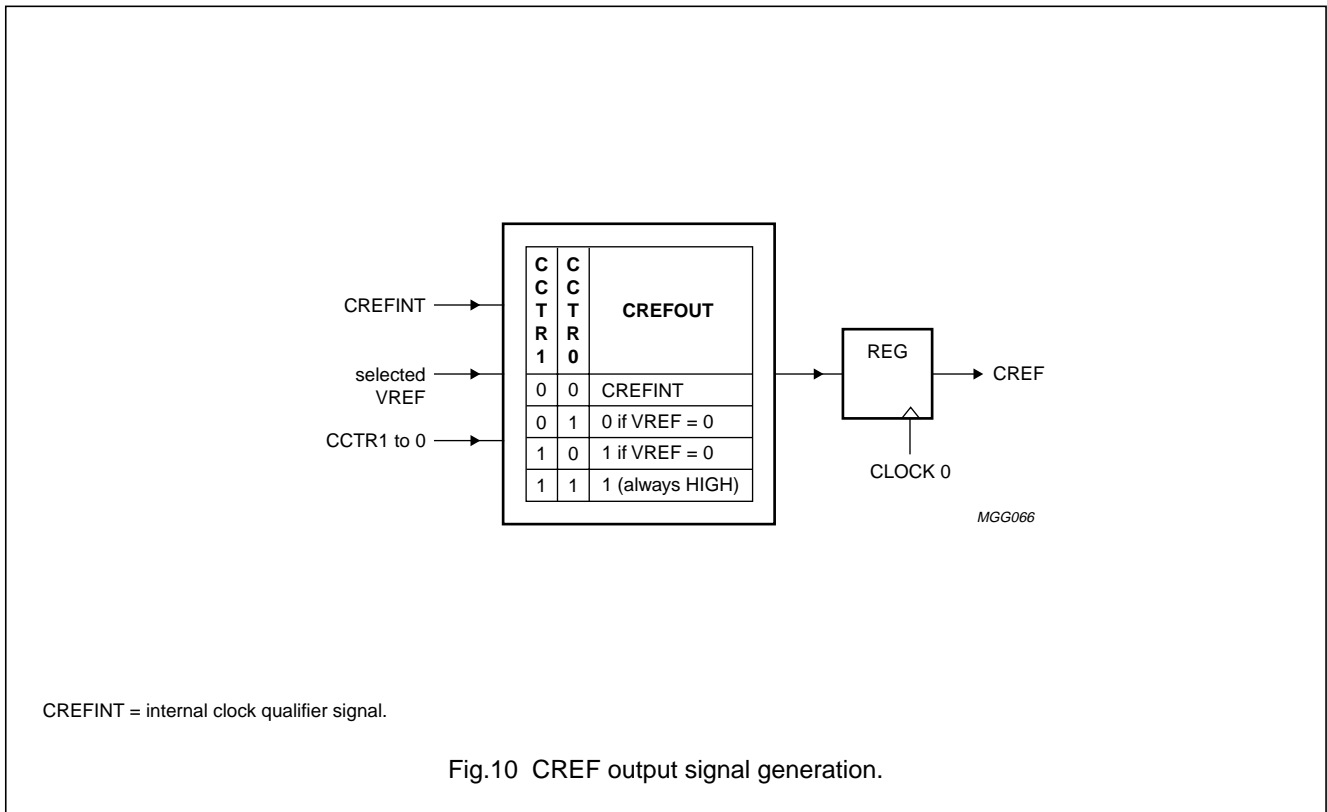 CREFINT
selected
VREF
CCTR1 to 0
CCTR1 CCTR0 CREFOUT
0 0 CREFINT
0 1 0 if VREF = 0
1 0 1 if VREF = 0
1 1 1 (always HIGH)
REG
CREF
CLOCK 0
MGG066
CREFINT = internal clock qualifier signal.
Fig.10 CREF output signal generation.